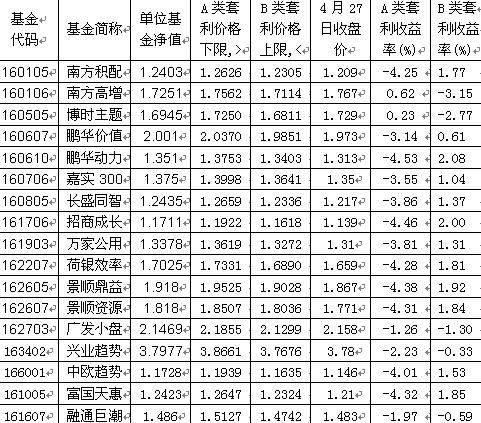 基金代码 基金简称 单位基金净值 A 类套利价格下限,> B 类套利价格上限,< 4 月 27 日收盘价 A 类套利收益率(%) B 类套利收益率(%)
160105 南方积配 1.2403 1.2626 1.2305 1.209 -4.25 1.77
160106 南方高增 1.7251 1.7562 1.7114 1.767 0.62 -3.15
160505 博时主题 1.6945 1.7250 1.6811 1.729 0.23 -2.77
160607 鹏华价值 2.001 2.0370 1.9851 1.973 -3.14 0.61
160610 鹏华动力 1.351 1.3753 1.3403 1.313 -4.53 2.08
160706 嘉实 300 1.375 1.3998 1.3641 1.35 -3.55 1.04
160805 长盛同智 1.2435 1.2659 1.2336 1.217 -3.86 1.37
161706 招商成长 1.1711 1.1922 1.1618 1.139 -4.46 2.00
161903 万家公用 1.3378 1.3619 1.3272 1.31 -3.81 1.31
162207 荷银效率 1.7025 1.7331 1.6890 1.659 -4.28 1.81
162605 景顺鼎益 1.918 1.9525 1.9028 1.867 -4.38 1.92
162607 景顺资源 1.818 1.8507 1.8036 1.771 -4.31 1.84
162703 广发小盘 2.1469 2.1855 2.1299 2.158 -1.26 -1.30
163402 兴业趋势 3.7977 3.8661 3.7676 3.78 -2.23 -0.33
166001 中欧趋势 1.1728 1.1939 1.1635 1.146 -4.01 1.53
161005 富国天惠 1.2423 1.2647 1.2324 1.21 -4.32 1.85
161607 融通巨潮 1.486 1.5127 1.4742 1.483 -1.97 -0.59